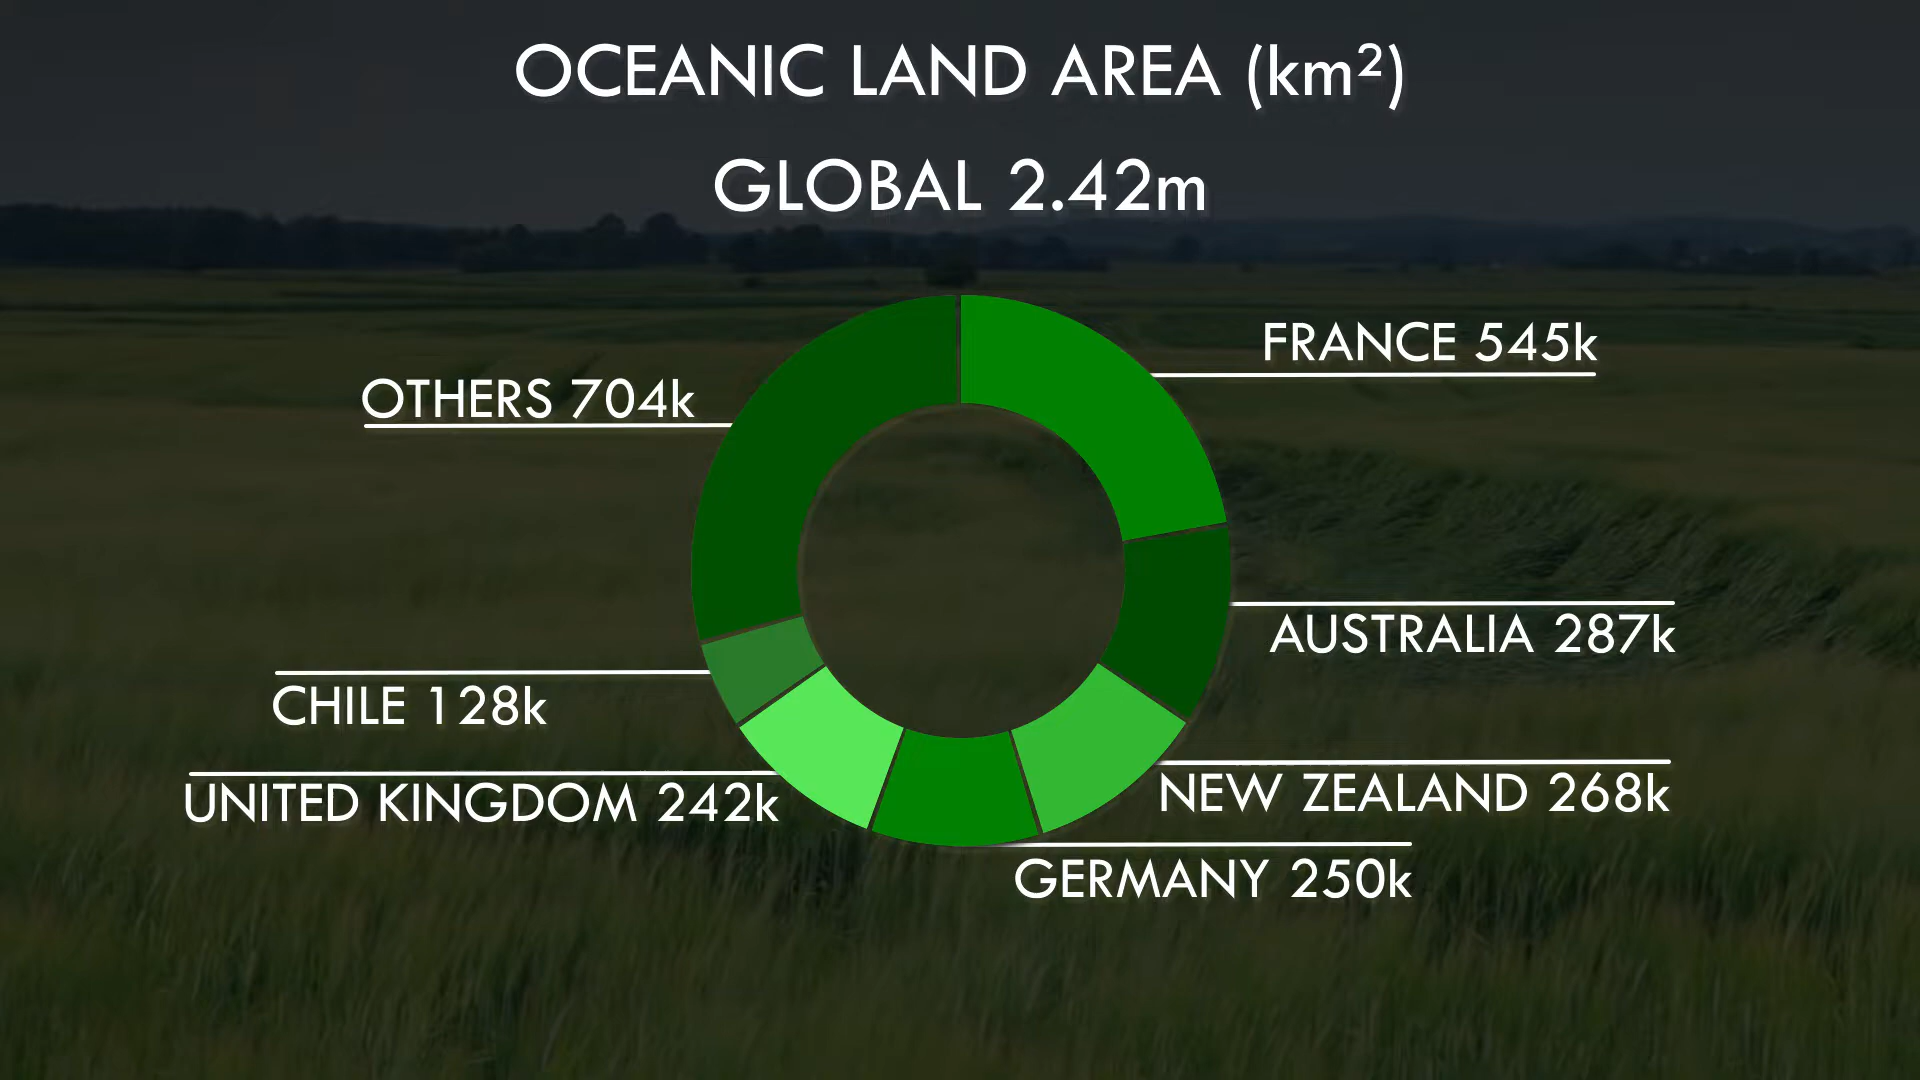 OCEANIC LAND AREA (km²)
GLOBAL 2.42m
FRANCE 545k
OTHERS 704k
AUSTRALIA 287k
CHILE 128k
NEW ZEALAND 268k
UNITED KINGDOM 242k
GERMANY 250k